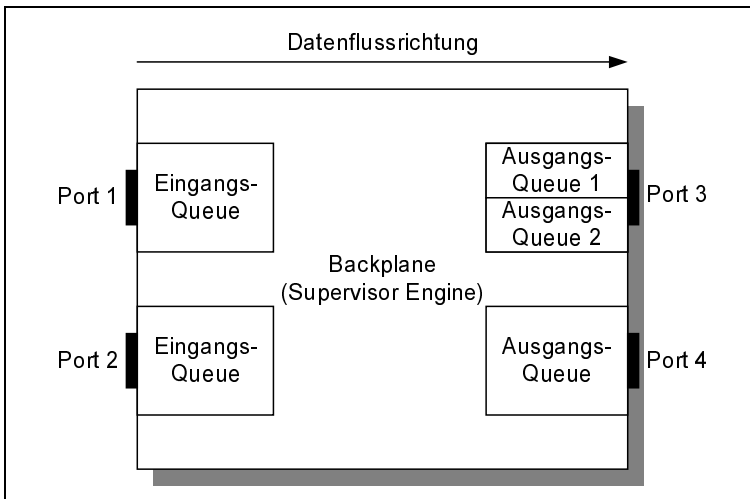 Datenflussrichtung
Port 1
Eingangs-
Queue
Ausgangs-
Queue 1
Ausgangs-
Queue 2
Port 3
Backplane
(Supervisor Engine)
Port 2
Eingangs-
Queue
Ausgangs-
Queue
Port 4